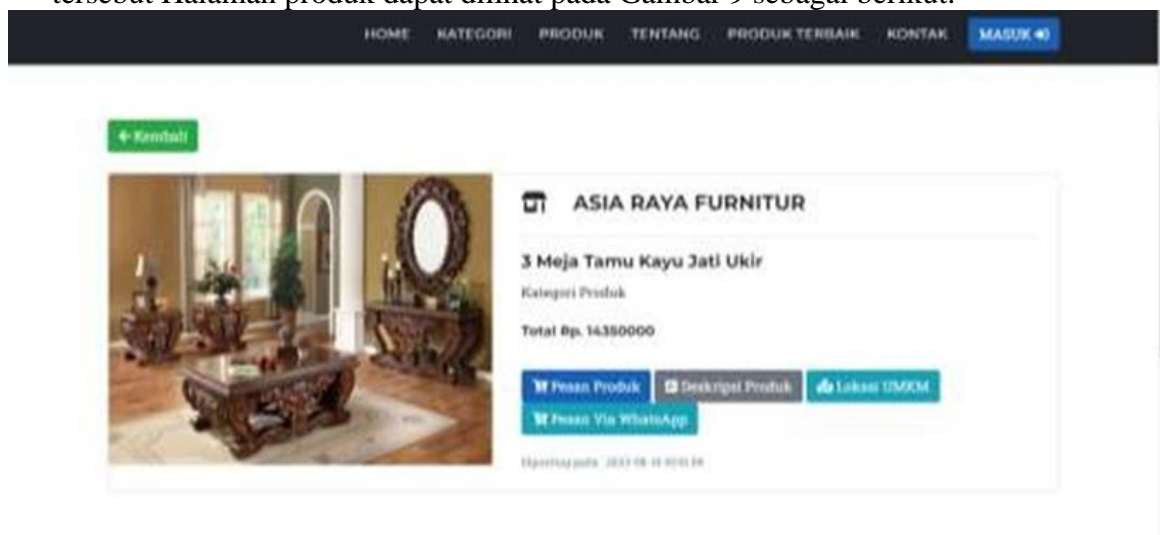 tersebut Halaman produk dapat dilihat pada Gambar 9 sebagai berikut:
HOME KATEGORI PRODUK TENTANG PRODUK TERBAIK KONTAK MASUK
Kembali
ASIA RAYA FURNITUR
3 Meja Tamu Kayu Jati Ukir
Kategori Produk
Total Rp. 14350000
Pesan Produk Deskripsi Produk Lokasi UMKM
Pesan Via WhatsApp
Diposting pada